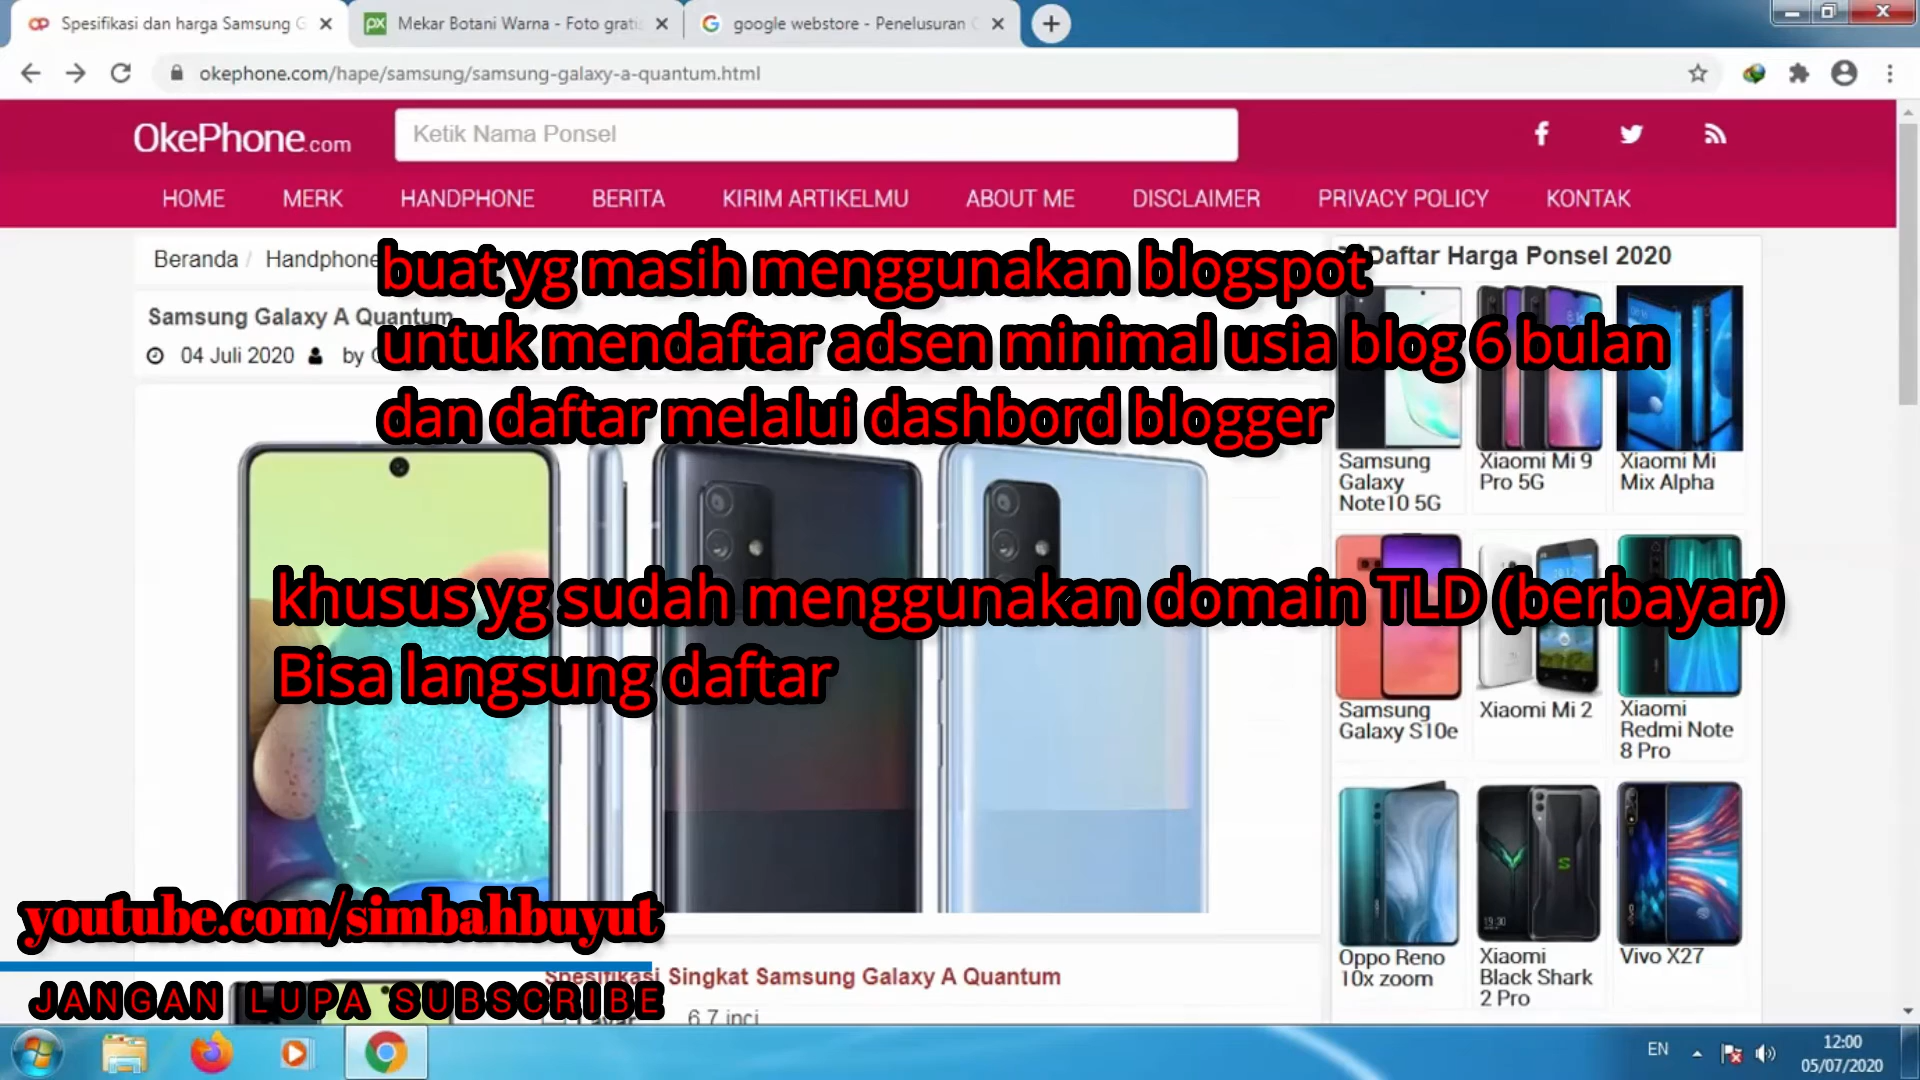 Spesifikasi dan harga Samsung G
Mekar Botani Warna - Foto grati
google webstore - Penelusuran G
okephone.com/hape/samsung/samsung-galaxy-a-quantum.html
OkePhone.com
Ketik Nama Ponsel
HOME MERK HANDPHONE BERITA KIRIM ARTIKELMU ABOUT ME DISCLAIMER PRIVACY POLICY KONTAK
Beranda / Handphone
Samsung Galaxy A Quantum
04 Juli 2020 by
buat yg masih menggunakan blogspot
untuk mendaftar adsen minimal usia blog 6 bulan
dan daftar melalui dashbord blogger
khusus yg sudah menggunakan domain TLD (berbayar)
Bisa langsung daftar
Daftar Harga Ponsel 2020
Samsung
Galaxy
Note10 5G
Xiaomi Mi 9
Pro 5G
Xiaomi Mi
Mix Alpha
Samsung
Galaxy S10e
Xiaomi Mi 2
Xiaomi
Redmi Note
8 Pro
Oppo Reno
10x zoom
Xiaomi
Black Shark
2 Pro
Vivo X27
youtube.com/simbahbuyut
JANGAN LUPA SUBSCRIBE
Spesifikasi Singkat Samsung Galaxy A Quantum
Layar
6.7 inci
EN
12:00
05/07/2020